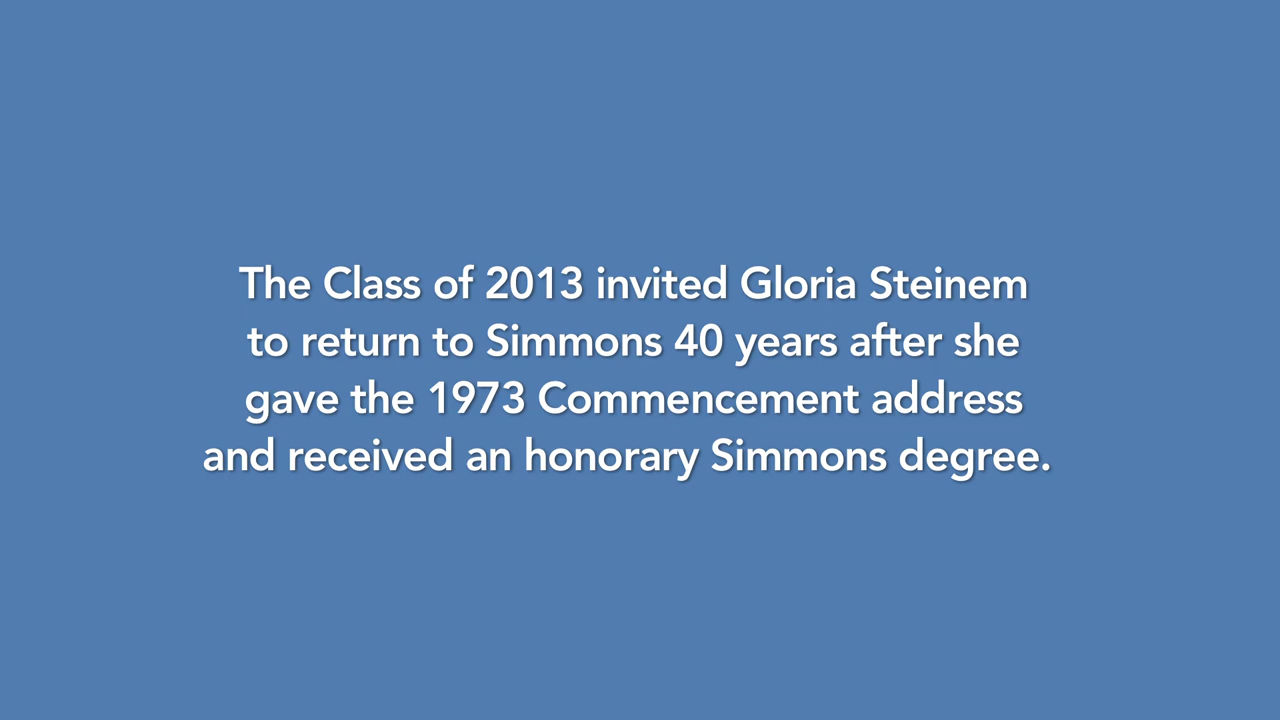 The Class of 2013 invited Gloria Steinem
to return to Simmons 40 years after she
gave the 1973 Commencement address
and received an honorary Simmons degree.